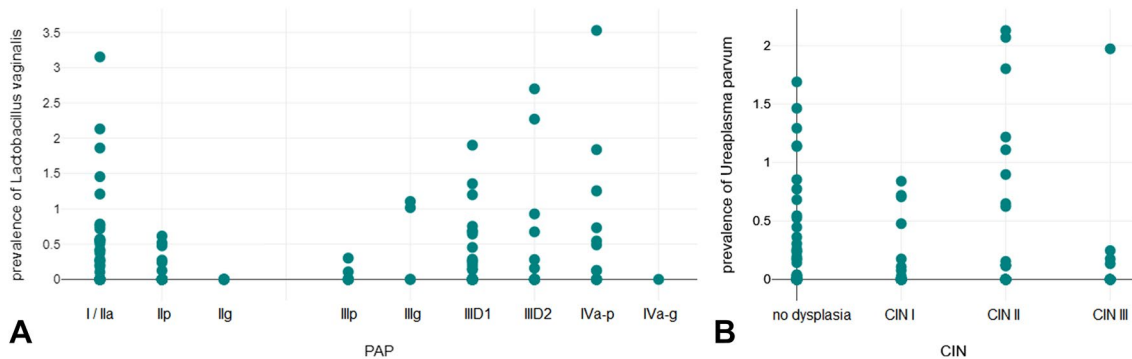 prevalence of Lactobacillus vaginalis
3.5
3
2.5
2
1.5
1
0.5
0
I / IIa
IIp
IIg
IIIp
IIIg
IIID1
IIID2
IVa-p
IVa-g
PAP
A
prevalence of Ureaplasma parvum
2
1.5
1
0.5
0
no dysplasia
CIN I
CIN II
CIN III
CIN
B